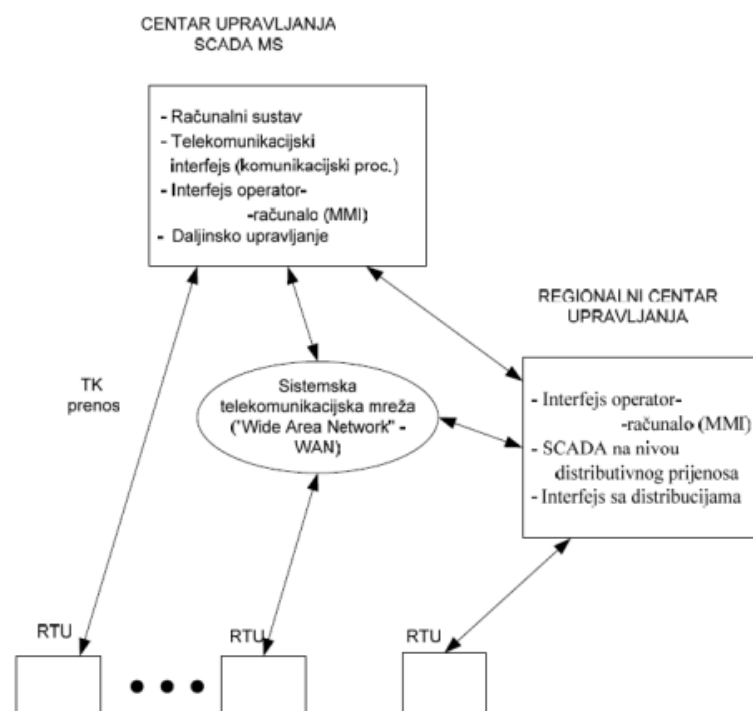 CENTAR UPRAVLJANJA
SCADA MS
- Računalni sustav
- Telekomunikacijski
interfejs (komunikacijski proc.)
- Interfejs operator-
-računalo (MMI)
- Daljinsko upravljanje
REGIONALNI CENTAR
UPRAVLJANJA
TK
prenos
Sistemska
telekomunikacijska mreža
("Wide Area Network" -
WAN)
- Interfejs operator-
-računalo (MMI)
- SCADA na nivou
distributivnog prijenosa
- Interfejs sa distribucijama
RTU
RTU
RTU